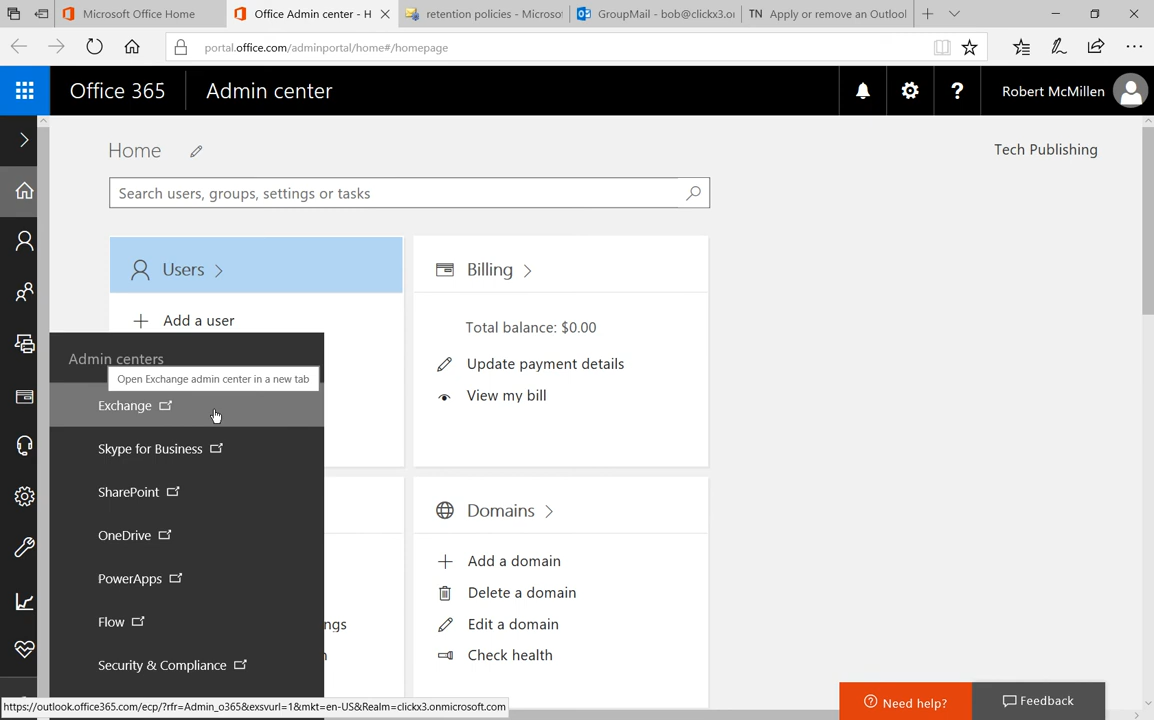 Microsoft Office Home
Office Admin center - H
retention policies - Microsof
GroupMail - bob@clickx3.or
TN Apply or remove an Outlool
portal.office.com/adminportal/home#/homepage
Office 365
Admin center
?
Robert McMillen
Home
Tech Publishing
Search users, groups, settings or tasks
Users
Billing
Add a user
Total balance: $0.00
Update payment details
View my bill
Admin centers
Open Exchange admin center in a new tab
Exchange
Skype for Business
SharePoint
OneDrive
PowerApps
Flow
Security & Compliance
Domains
Add a domain
Delete a domain
Edit a domain
Check health
ngs
https://outlook.office365.com/ecp/?rfr=Admin_o365&exsvurl=1&mkt=en-US&Realm=clickx3.onmicrosoft.com
Need help?
Feedback